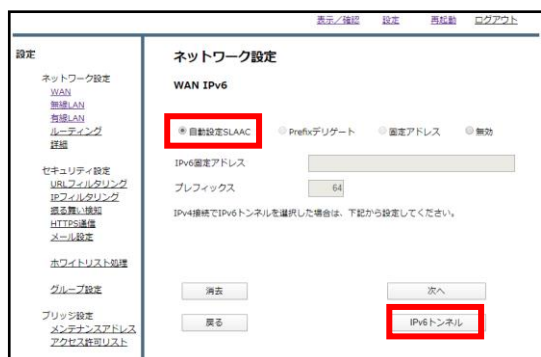 表示／確認 設定 再起動 ログアウト
設定
ネットワーク設定
WAN
無線LAN
有線LAN
ルーティング
詳細
セキュリティ設定
URLフィルタリング
IPフィルタリング
振る舞い検知
HTTPS通信
メール設定
ホワイトリスト処理
グループ設定
ブリッジ設定
メンテナンスアドレス
アクセス許可リスト
ネットワーク設定
WAN IPv6
自動設定SLAAC Prefixデリゲート 固定アドレス 無効
IPv6固定アドレス
プレフィックス 64
IPv4接続でIPv6トンネルを選択した場合は、下記から設定してください。
消去 次へ
戻る IPv6トンネル